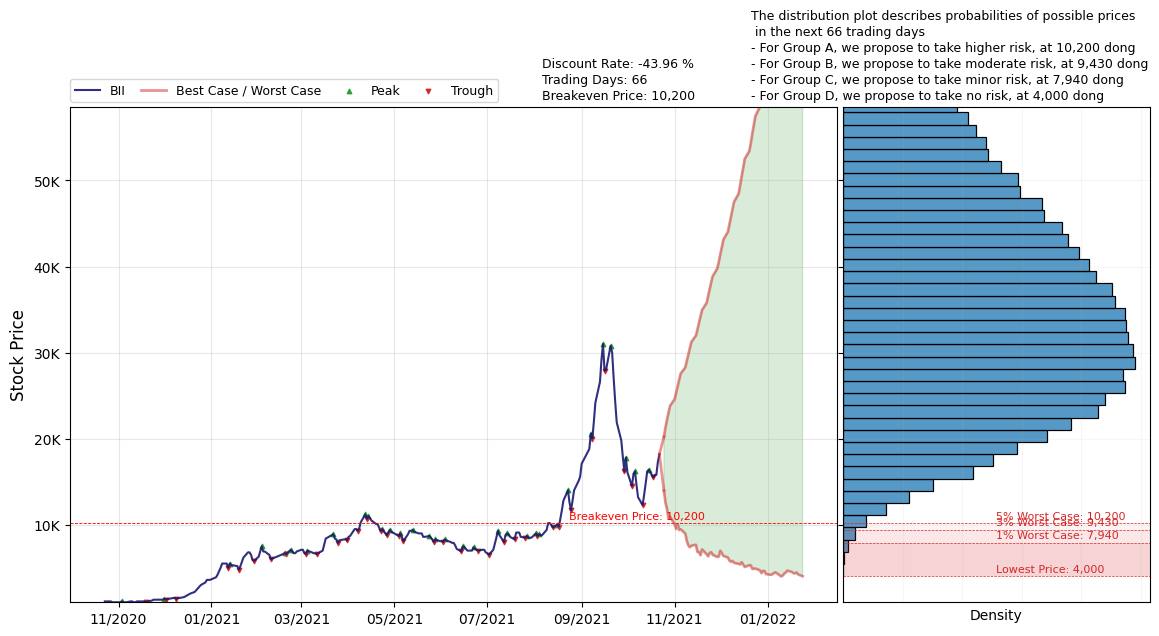 The distribution plot describes probabilities of possible prices
in the next 66 trading days
- For Group A, we propose to take higher risk, at 10,200 dong
- For Group B, we propose to take moderate risk, at 9,430 dong
- For Group C, we propose to take minor risk, at 7,940 dong
- For Group D, we propose to take no risk, at 4,000 dong
Discount Rate: -43.96 %
Trading Days: 66
Breakeven Price: 10,200
BII
Best Case / Worst Case
Peak
Trough
Stock Price
50K
40K
30K
20K
10K
Breakeven Price: 10,200
5% Worst Case: 10,200
3% Worst Case: 9,430
1% Worst Case: 7,940
Lowest Price: 4,000
11/2020
01/2021
03/2021
05/2021
07/2021
09/2021
11/2021
01/2022
Density